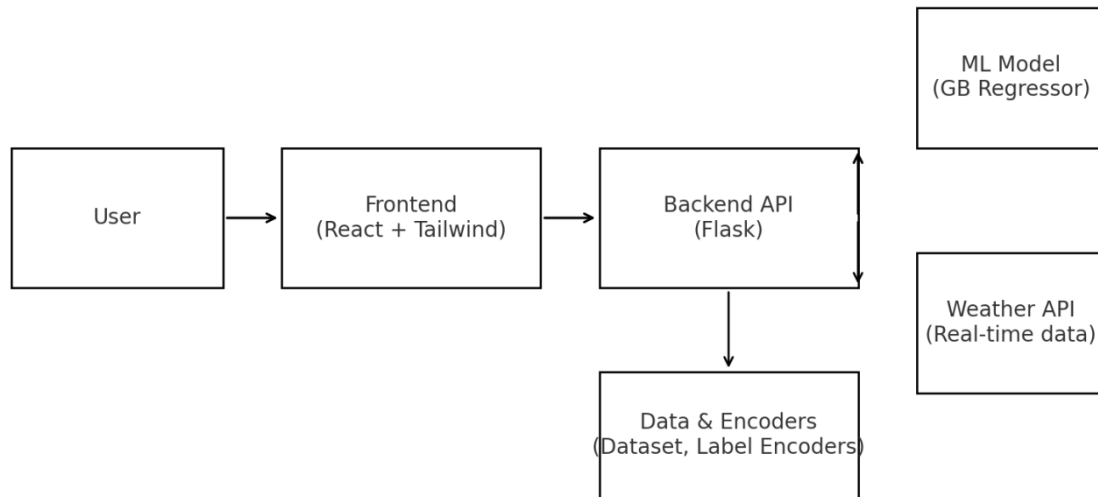 ML Model
(GB Regressor)
User
Frontend
(React + Tailwind)
Backend API
(Flask)
Weather API
(Real-time data)
Data & Encoders
(Dataset, Label Encoders)